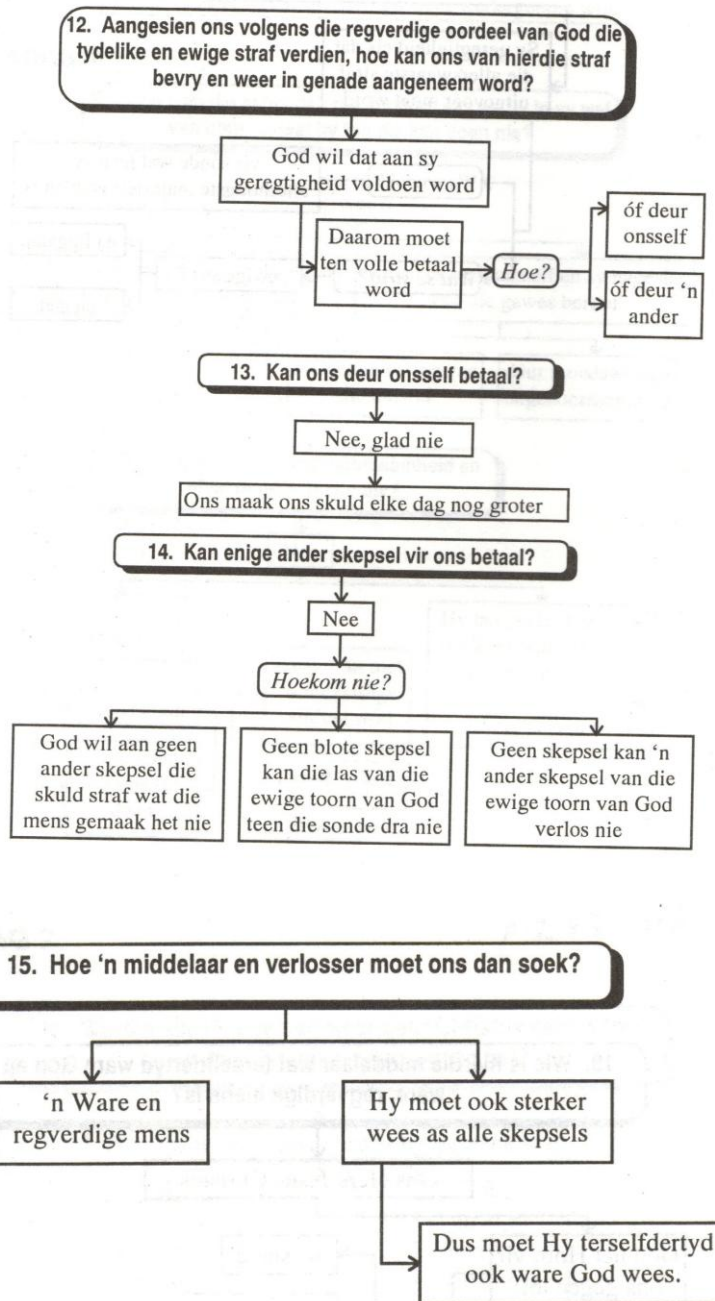 12. Aangesien ons volgens die regverdige oordeel van God die
tydelike en ewige straf verdien, hoe kan ons van hierdie straf
bevry en weer in genade aangeneem word?
God wil dat aan sy
geregtigheid voldoen word
Daarom moet
ten volle betaal
word
Hoe?
óf deur
onsself
óf deur ‘n
ander
13. Kan ons deur onsself betaal?
Nee, glad nie
Ons maak ons skuld elke dag nog groter
14. Kan enige ander skepsel vir ons betaal?
Nee
Hoekom nie?
God wil aan geen
ander skepsel die
skuld straf wat die
mens gemaak het nie
Geen blote skepsel
kan die las van die
ewige toorn van God
teen die sonde dra nie
Geen skepsel kan ‘n
ander skepsel van die
ewige toorn van God
verlos nie
15. Hoe ‘n middelaar en verlosser moet ons dan soek?
‘n Ware en
regverdige mens
Hy moet ook sterker
wees as alle skepsels
Dus moet Hy terselfdertyd
ook ware God wees.